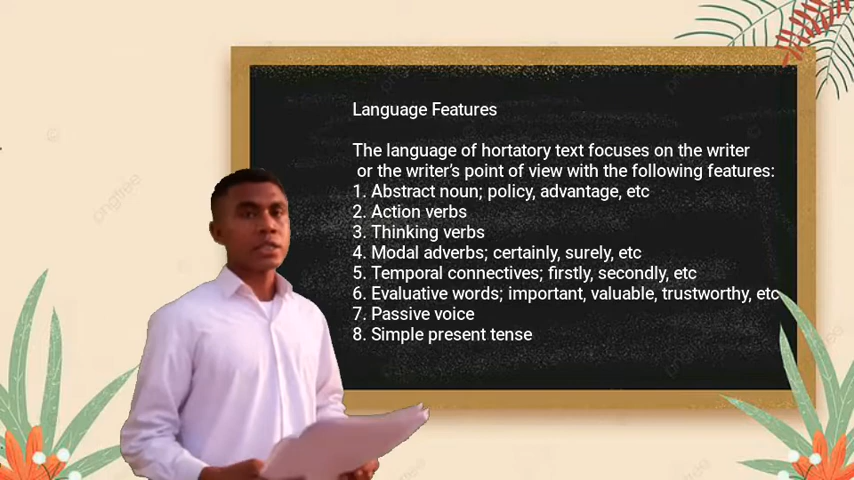 Language Features
The language of hortatory text focuses on the writer
or the writer's point of view with the following features:
1. Abstract noun; policy, advantage, etc
2. Action verbs
3. Thinking verbs
4. Modal adverbs; certainly, surely, etc
5. Temporal connectives; firstly, secondly, etc
6. Evaluative words; important, valuable, trustworthy, etc
7. Passive voice
8. Simple present tense
pngtree